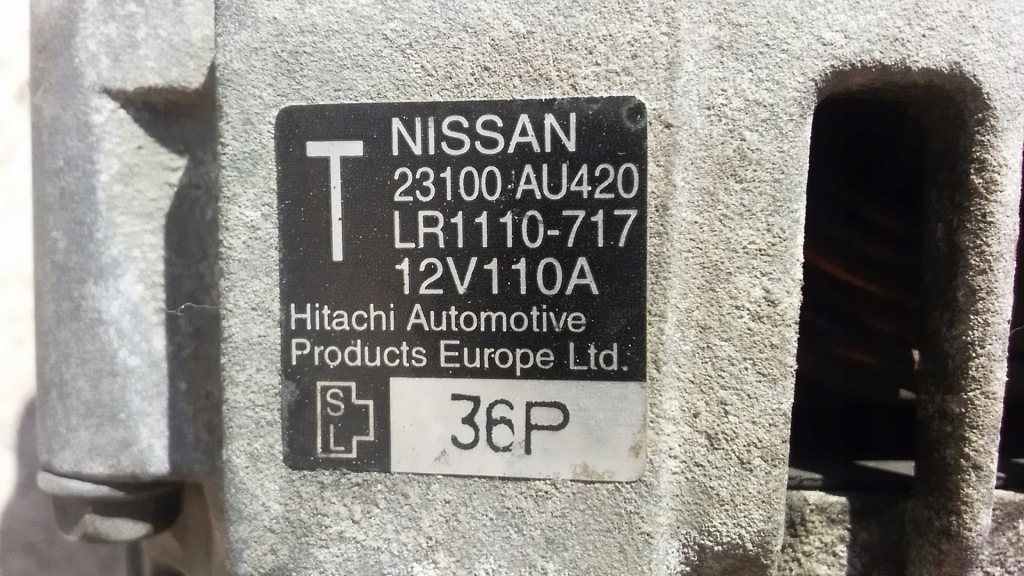 T
NISSAN
23100-AU420
LR1110-717
12V110A
Hitachi Automotive
Products Europe Ltd.
S
L
36P